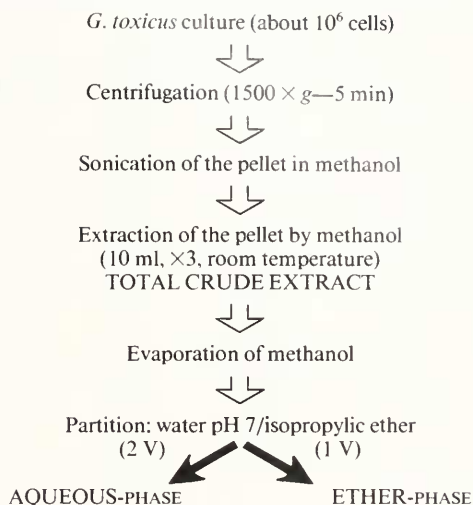 G. toxicus culture (about 10⁶ cells)
Centrifugation (1500 × g—5 min)
Sonication of the pellet in methanol
Extraction of the pellet by methanol
(10 ml, ×3, room temperature)
TOTAL CRUDE EXTRACT
Evaporation of methanol
Partition: water pH 7/isopropylic ether
(2 V) (1 V)
AQUEOUS-PHASE ETHER-PHASE